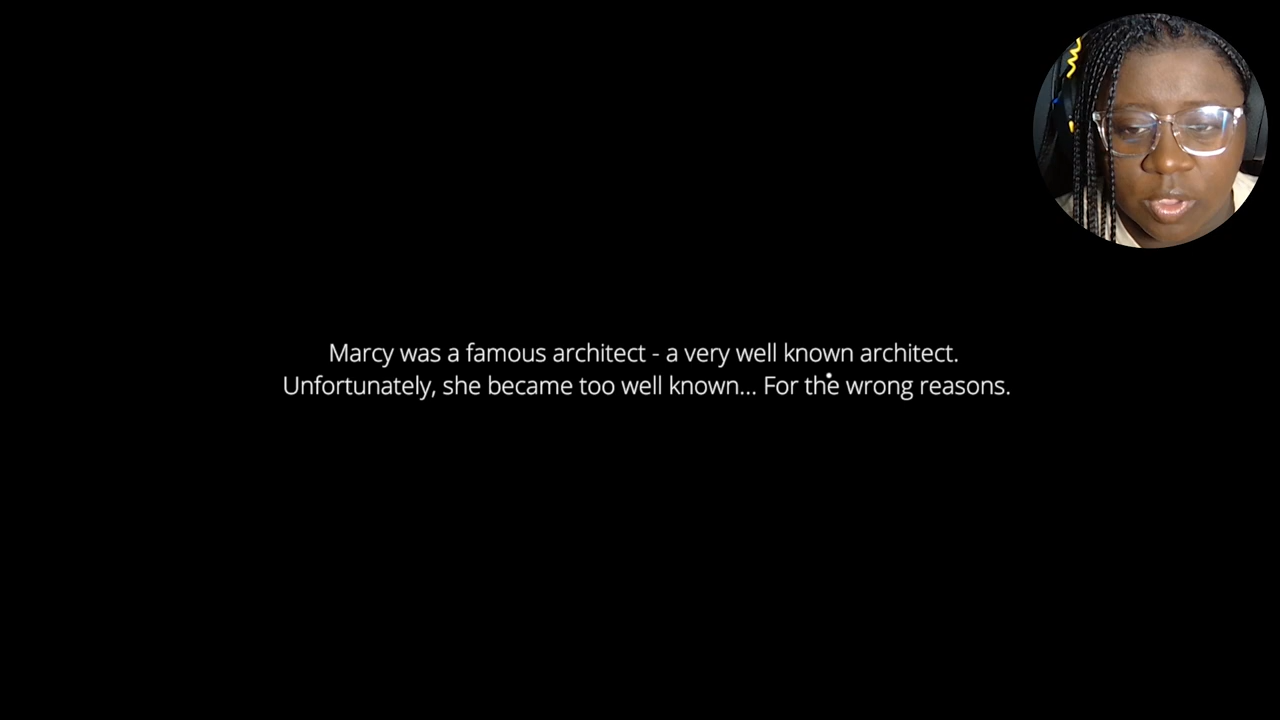 Marcy was a famous architect - a very well known architect.
Unfortunately, she became too well known... For the wrong reasons.